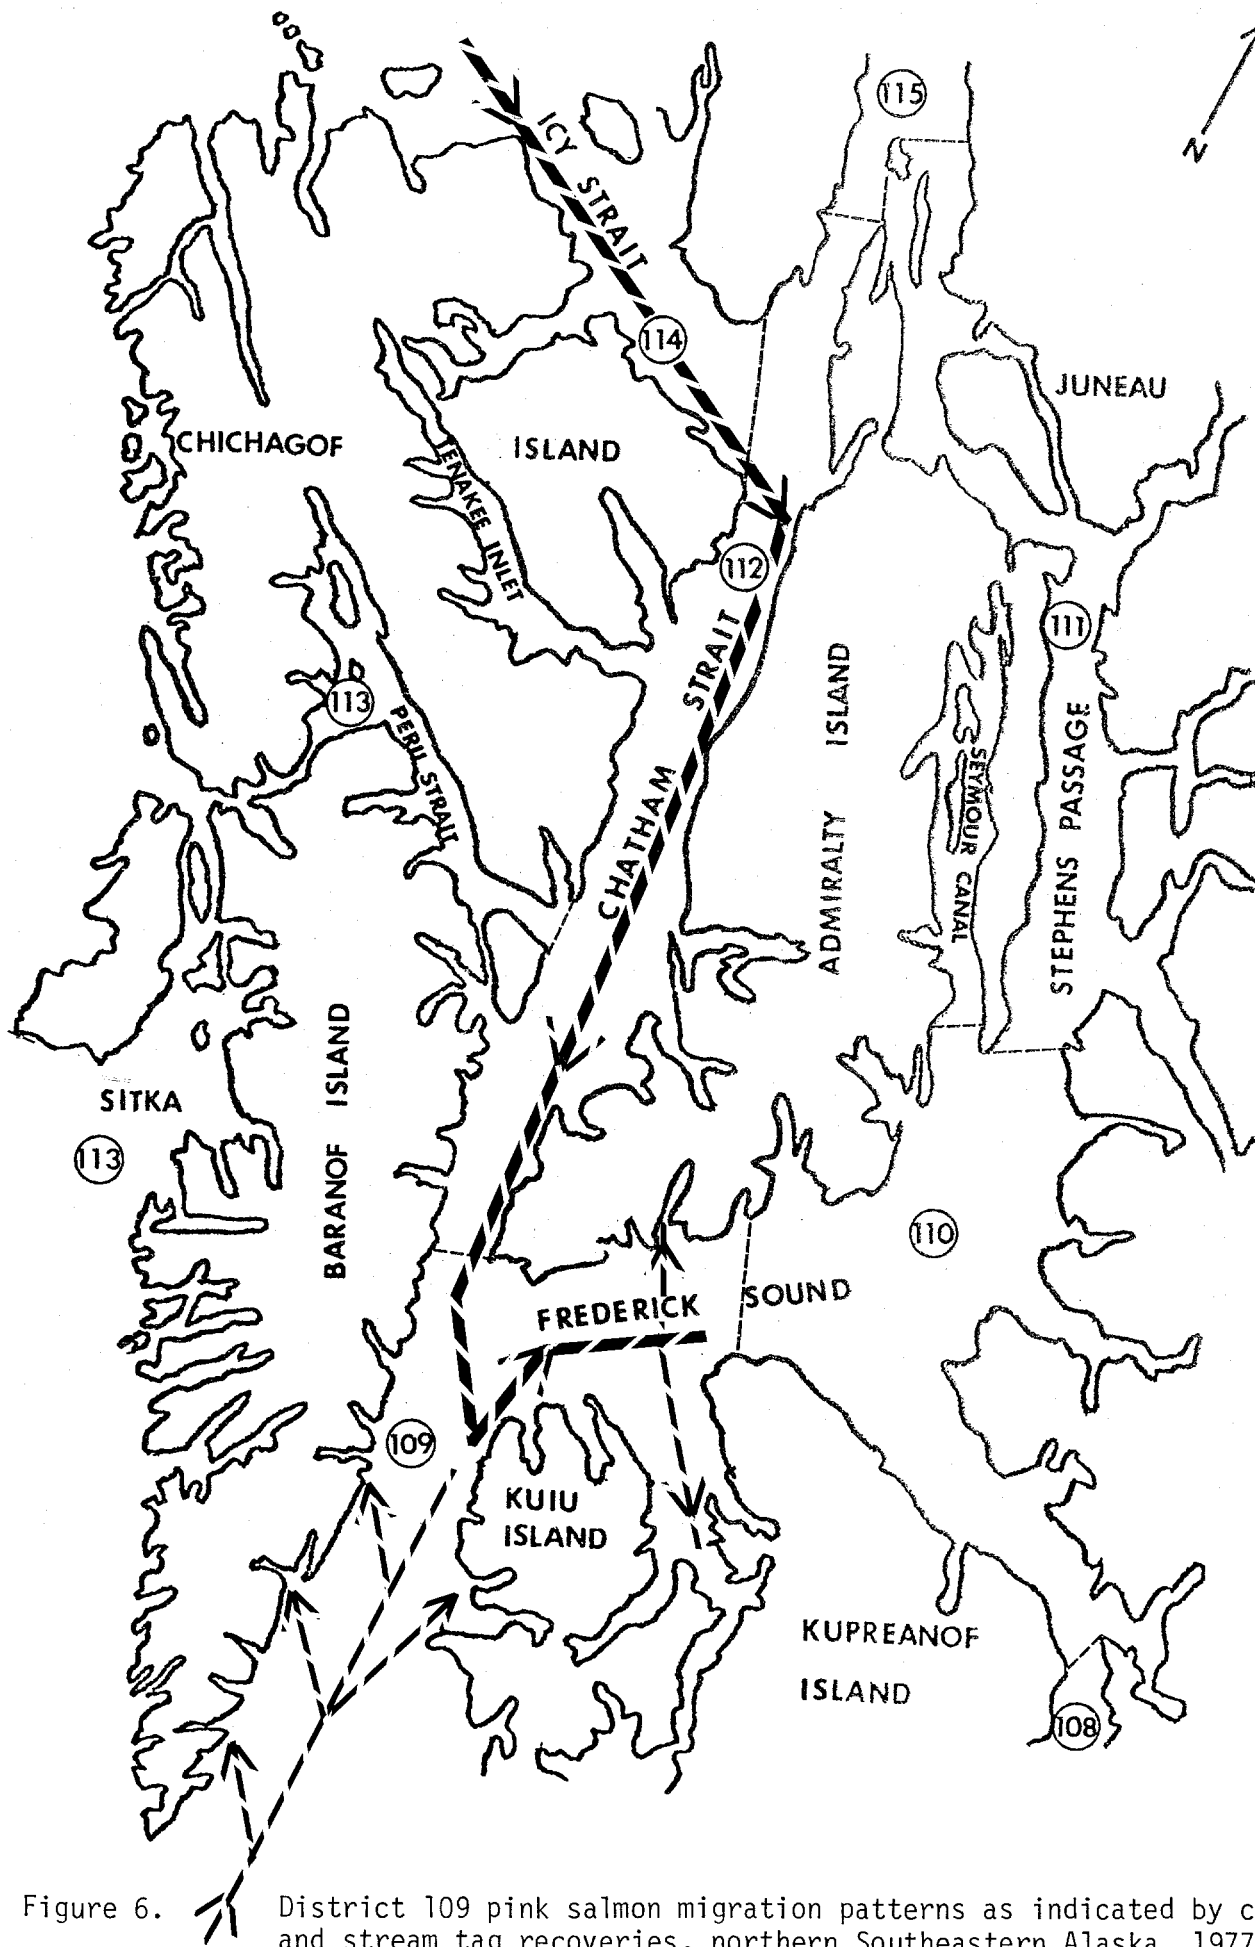 115
N
ICY STRAIT
114
JUNEAU
CHICHAGOF ISLAND
TENAKEE INLET
112
111
113
PERIL STRAIT
CHATHAM STRAIT
ADMIRALTY ISLAND
SEYMOUR CANAL
STEPHENS PASSAGE
SITKA
113
BARANOF ISLAND
110
FREDERICK SOUND
109
KUIU
ISLAND
KUPREANOF
ISLAND
108
Figure 6. District 109 pink salmon migration patterns as indicated by c
and stream tag recoveries, northern Southeastern Alaska, 1977